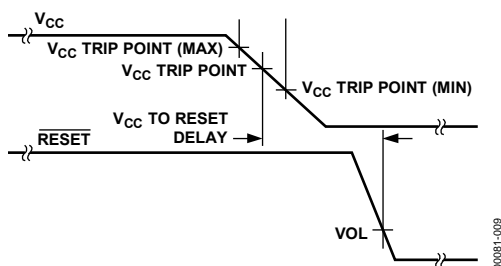 VCC
VCC TRIP POINT (MAX)
VCC TRIP POINT
VCC TRIP POINT (MIN)
VCC TO RESET
DELAY
RESET
VOL
00081-009